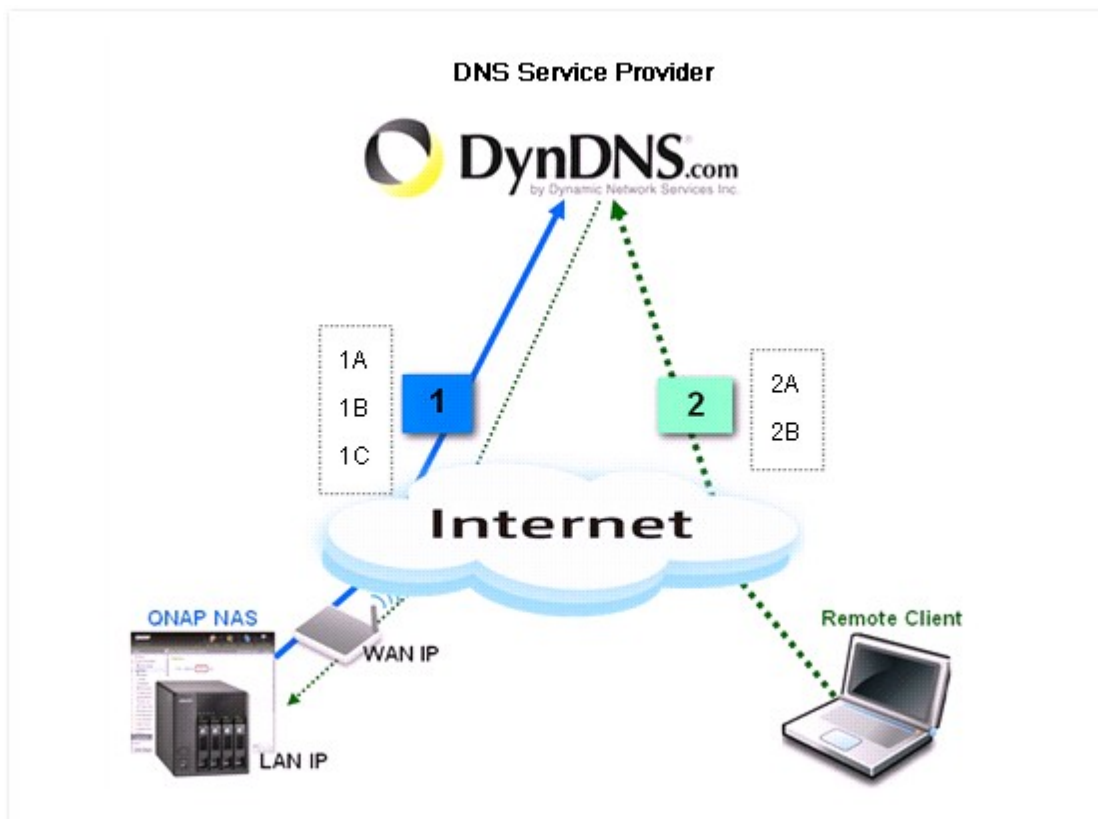 DNS Service Provider
DynDNS.com
by Dynamic Network Services Inc.
1A
1B
1C
1
2
2A
2B
Internet
QNAP NAS
WAN IP
LAN IP
Remote Client